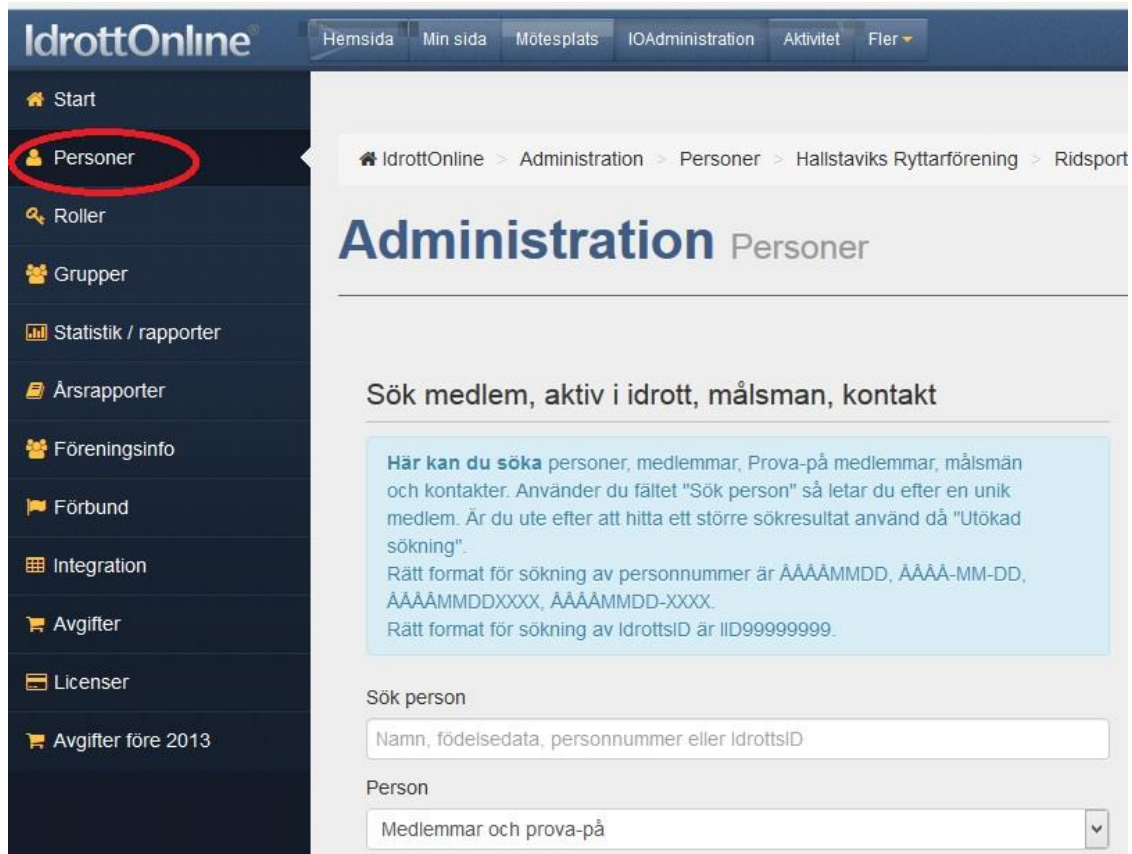 IdrottOnline®
Hemsida Min sida Mötesplats IOAdministration Aktivitet Fler
Start
Personer
Roller
Grupper
Statistik / rapporter
Årsrapporter
Föreningsinfo
Förbund
Integration
Avgifter
Licenser
Avgifter före 2013
IdrottOnline > Administration > Personer > Hallstaviks Ryttarförening > Ridsport
Administration Personer
Sök medlem, aktiv i idrott, målsman, kontakt
Här kan du söka personer, medlemmar, Prova-på medlemmar, målsmän
och kontakter. Använder du fältet "Sök person" så letar du efter en unik
medlem. Är du ute efter att hitta ett större sökresultat använd då "Utökad
sökning".
Rätt format för sökning av personnummer är ÅÅÅÅMMDD, ÅÅÅÅ-MM-DD,
ÅÅÅÅMMDDXXXX, ÅÅÅÅMMDD-XXXX.
Rätt format för sökning av IdrottsID är IID99999999.
Sök person
Namn, födelsedata, personnummer eller IdrottsID
Person
Medlemmar och prova-på